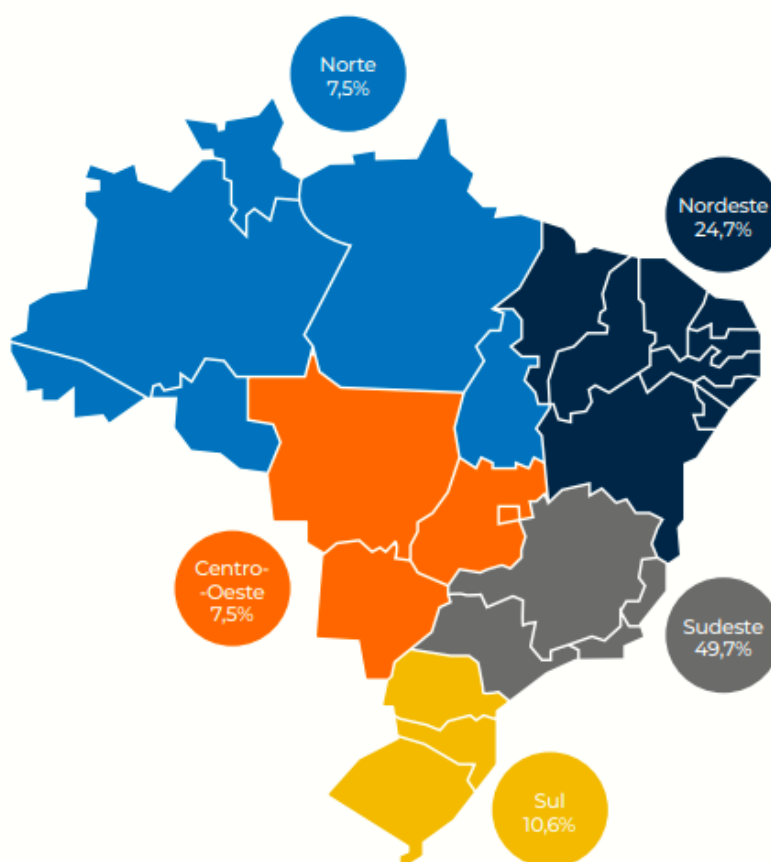 Norte
7,5%
Nordeste
24,7%
Centro-
-Oeste
7,5%
Sudeste
49,7%
Sul
10,6%